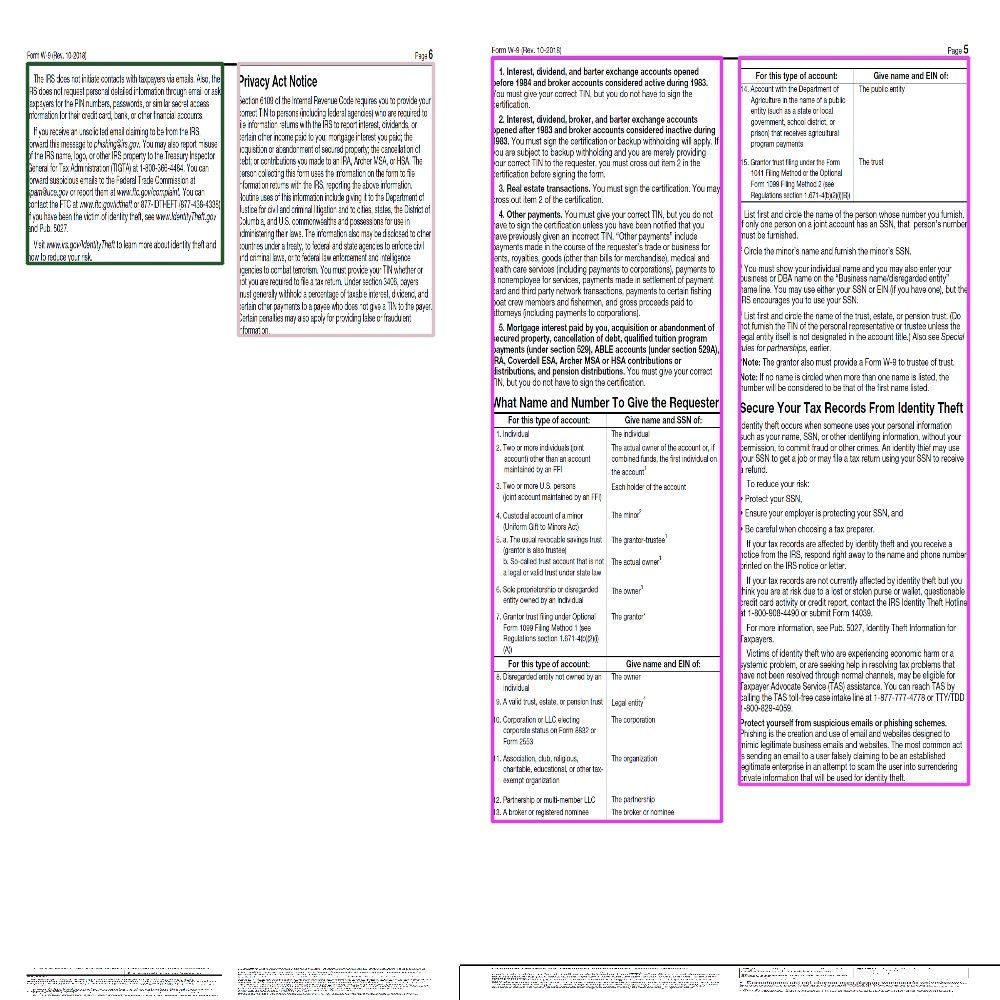 Form W-9 (Rev. 10-2018)
Page 6
The IRS does not initiate contacts with taxpayers via emails. Also, the
IRS does not request personal detailed information through email or ask
taxpayers for the PIN numbers, passwords, or similar secret access
information for their credit card, bank, or other financial accounts.
If you receive an unsolicited email claiming to be from the IRS,
forward this message to phishing@irs.gov. You may also report misuse
of the IRS name, logo, or other IRS property to the Treasury Inspector
General for Tax Administration (TIGTA) at 1-800-366-4484. You can
forward suspicious emails to the Federal Trade Commission at
spam@uce.gov or report them at www.ftc.gov/complaint. You can
contact the FTC at www.ftc.gov/idtheft or 877-IDTHEFT (877-438-4338).
If you have been the victim of identity theft, see www.IdentityTheft.gov
and Pub. 5027.
Visit www.irs.gov/IdentityTheft to learn more about identity theft and
how to reduce your risk.
Privacy Act Notice
Section 6109 of the Internal Revenue Code requires you to provide your
correct TIN to persons (including federal agencies) who are required to
file information returns with the IRS to report interest, dividends, or
certain other income paid to you; mortgage interest you paid; the
acquisition or abandonment of secured property; the cancellation of
debt; or contributions you made to an IRA, Archer MSA, or HSA. The
person collecting this form uses the information on the form to file
information returns with the IRS, reporting the above information.
Routine uses of this information include giving it to the Department of
Justice for civil and criminal litigation and to cities, states, the District of
Columbia, and U.S. commonwealths and possessions for use in
administering their laws. The information also may be disclosed to other
countries under a treaty, to federal and state agencies to enforce civil
and criminal laws, or to federal law enforcement and intelligence
agencies to combat terrorism. You must provide your TIN whether or
not you are required to file a tax return. Under section 3406, payers
must generally withhold a percentage of taxable interest, dividend, and
certain other payments to a payee who does not give a TIN to the payer.
Certain penalties may also apply for providing false or fraudulent
information.
Form W-9 (Rev. 10-2018)
Page 5
1. Interest, dividend, and barter exchange accounts opened
before 1984 and broker accounts considered active during 1983.
You must give your correct TIN, but you do not have to sign the
certification.
2. Interest, dividend, broker, and barter exchange accounts
opened after 1983 and broker accounts considered inactive during
1983. You must sign the certification or backup withholding will apply. If
you are subject to backup withholding and you are merely providing
your correct TIN to the requester, you must cross out item 2 in the
certification before signing the form.
3. Real estate transactions. You must sign the certification. You may
cross out item 2 of the certification.
4. Other payments. You must give your correct TIN, but you do not
have to sign the certification unless you have been notified that you
have previously given an incorrect TIN. “Other payments” include
payments made in the course of the requester’s trade or business for
rents, royalties, goods (other than bills for merchandise), medical and
health care services (including payments to corporations), payments to
a nonemployee for services, payments made in settlement of payment
card and third party network transactions, payments to certain fishing
boat crew members and fishermen, and gross proceeds paid to
attorneys (including payments to corporations).
5. Mortgage interest paid by you, acquisition or abandonment of
secured property, cancellation of debt, qualified tuition program
payments (under section 529), ABLE accounts (under section 529A),
IRA, Coverdell ESA, Archer MSA or HSA contributions or
distributions, and pension distributions. You must give your correct
TIN, but you do not have to sign the certification.
What Name and Number To Give the Requester
For this type of account: Give name and SSN of:
1. Individual The individual
2. Two or more individuals (joint The actual owner of the account or, if
account) other than an account combined funds, the first individual on
maintained by an FFI the account1
3. Two or more U.S. persons Each holder of the account
(joint account maintained by an FFI)
4. Custodial account of a minor The minor2
(Uniform Gift to Minors Act)
5. a. The usual revocable savings trust The grantor-trustee1
(grantor is also trustee)
b. So-called trust account that is not The actual owner1
a legal or valid trust under state law
6. Sole proprietorship or disregarded The owner3
entity owned by an individual
7. Grantor trust filing under Optional The grantor*
Form 1099 Filing Method 1 (see
Regulations section 1.671-4(b)(2)(i)
(A))
For this type of account: Give name and EIN of:
8. Disregarded entity not owned by an The owner
individual
9. A valid trust, estate, or pension trust Legal entity4
10. Corporation or LLC electing The corporation
corporate status on Form 8832 or
Form 2553
11. Association, club, religious, The organization
charitable, educational, or other tax-
exempt organization
12. Partnership or multi-member LLC The partnership
13. A broker or registered nominee The broker or nominee
For this type of account: Give name and EIN of:
14. Account with the Department of The public entity
Agriculture in the name of a public
entity (such as a state or local
government, school district, or
prison) that receives agricultural
program payments
15. Grantor trust filing under the Form The trust
1041 Filing Method or the Optional
Form 1099 Filing Method 2 (see
Regulations section 1.671-4(b)(2)(i)(B))
List first and circle the name of the person whose number you furnish.
If only one person on a joint account has an SSN, that person’s number
must be furnished.
2 Circle the minor’s name and furnish the minor’s SSN.
You must show your individual name and you may also enter your
business or DBA name on the “Business name/disregarded entity”
name line. You may use either your SSN or EIN (if you have one), but the
IRS encourages you to use your SSN.
List first and circle the name of the trust, estate, or pension trust. (Do
not furnish the TIN of the personal representative or trustee unless the
legal entity itself is not designated in the account title.) Also see Special
rules for partnerships, earlier.
*Note: The grantor also must provide a Form W-9 to trustee of trust.
Note: If no name is circled when more than one name is listed, the
number will be considered to be that of the first name listed.
Secure Your Tax Records From Identity Theft
Identity theft occurs when someone uses your personal information
such as your name, SSN, or other identifying information, without your
permission, to commit fraud or other crimes. An identity thief may use
your SSN to get a job or may file a tax return using your SSN to receive
a refund.
To reduce your risk:
• Protect your SSN,
• Ensure your employer is protecting your SSN, and
• Be careful when choosing a tax preparer.
If your tax records are affected by identity theft and you receive a
notice from the IRS, respond right away to the name and phone number
printed on the IRS notice or letter.
If your tax records are not currently affected by identity theft but you
think you are at risk due to a lost or stolen purse or wallet, questionable
credit card activity or credit report, contact the IRS Identity Theft Hotline
at 1-800-908-4490 or submit Form 14039.
For more information, see Pub. 5027, Identity Theft Information for
Taxpayers.
Victims of identity theft who are experiencing economic harm or a
systemic problem, or are seeking help in resolving tax problems that
have not been resolved through normal channels, may be eligible for
Taxpayer Advocate Service (TAS) assistance. You can reach TAS by
calling the TAS toll-free case intake line at 1-877-777-4778 or TTY/TDD
1-800-829-4059.
Protect yourself from suspicious emails or phishing schemes.
Phishing is the creation and use of email and websites designed to
mimic legitimate business emails and websites. The most common act
is sending an email to a user falsely claiming to be an established
legitimate enterprise in an attempt to scam the user into surrendering
private information that will be used for identity theft.